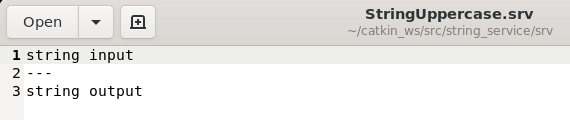 Open
StringUppercase.srv
~/catkin_ws/src/string_service/srv
1 string input
2 ---
3 string output